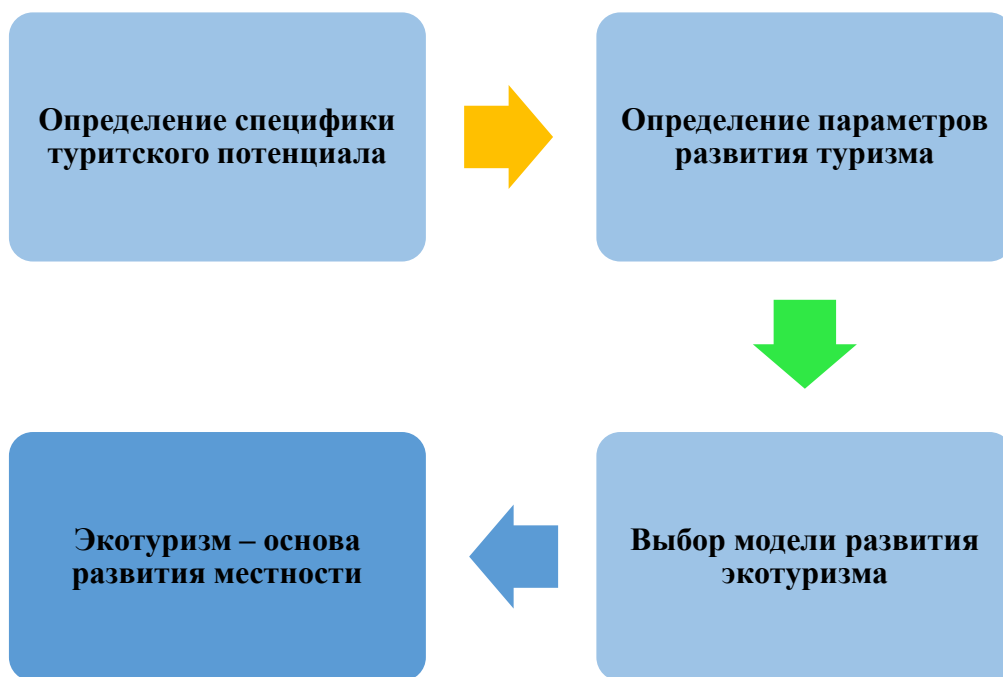 Определение специфики
туритского потенциала
Определение параметров
развития туризма
Выбор модели развития
экотуризма
Экотуризм – основа
развития местности